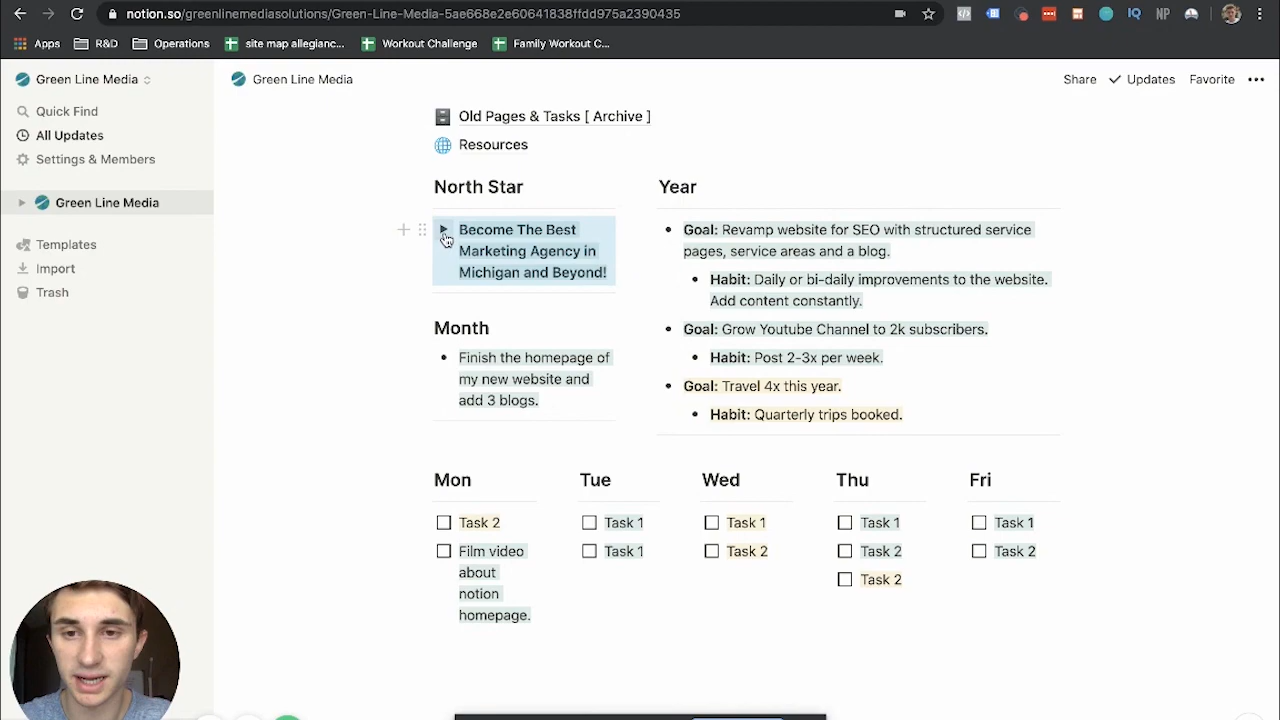 notion.so/greenlinemediasolutions/Green-Line-Media-5ae668e2e60641838ffdd975a2390435
Apps
R&D
Operations
site map allegianc...
Workout Challenge
Family Workout C...
IQ
NP
Green Line Media
Quick Find
All Updates
Settings & Members
Green Line Media
Templates
Import
Trash
Green Line Media
Share
Updates
Favorite
Old Pages & Tasks [ Archive ]
Resources
North Star
Become The Best
Marketing Agency in
Michigan and Beyond!
Month
Finish the homepage of
my new website and
add 3 blogs.
Year
Goal: Revamp website for SEO with structured service
pages, service areas and a blog.
Habit: Daily or bi-daily improvements to the website.
Add content constantly.
Goal: Grow Youtube Channel to 2k subscribers.
Habit: Post 2-3x per week.
Goal: Travel 4x this year.
Habit: Quarterly trips booked.
Mon
Task 2
Film video
about
notion
homepage.
Tue
Task 1
Task 1
Wed
Task 1
Task 2
Thu
Task 1
Task 2
Task 2
Fri
Task 1
Task 2